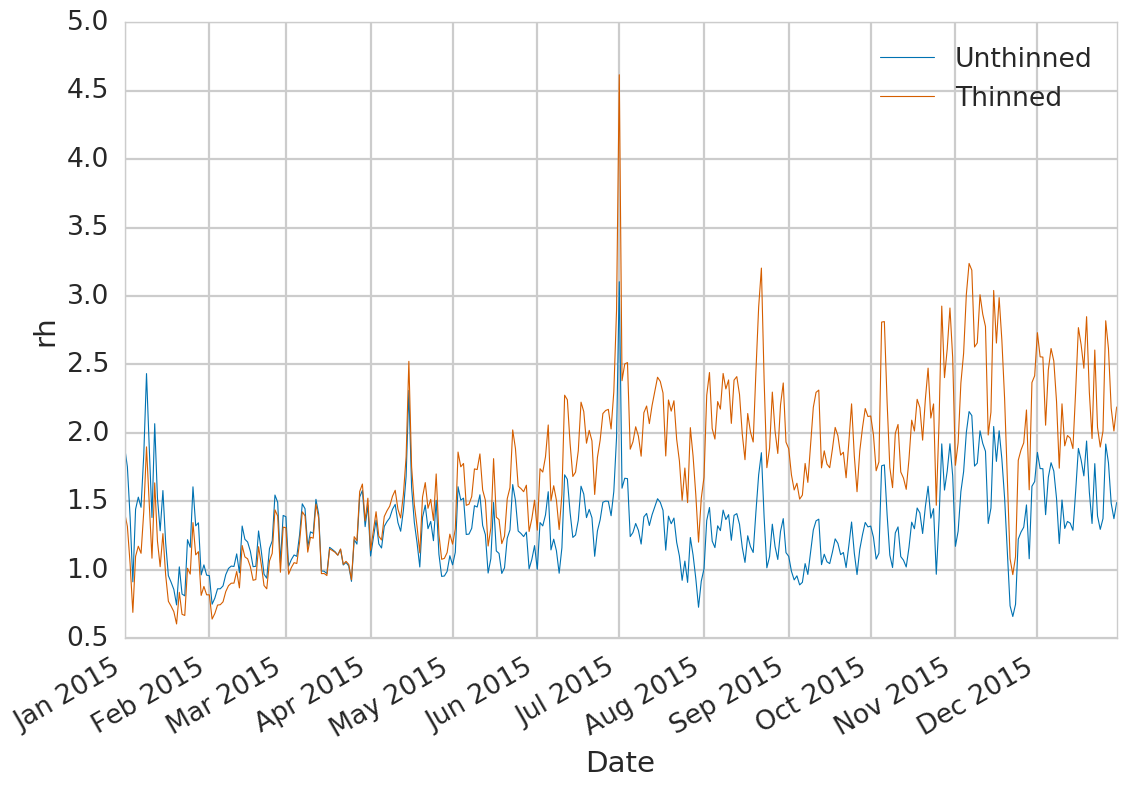 5.0
4.5
4.0
3.5
3.0
2.5
2.0
1.5
1.0
0.5
rh
Unthinned
Thinned
Jan 2015
Feb 2015
Mar 2015
Apr 2015
May 2015
Jun 2015
Jul 2015
Aug 2015
Sep 2015
Oct 2015
Nov 2015
Dec 2015
Date